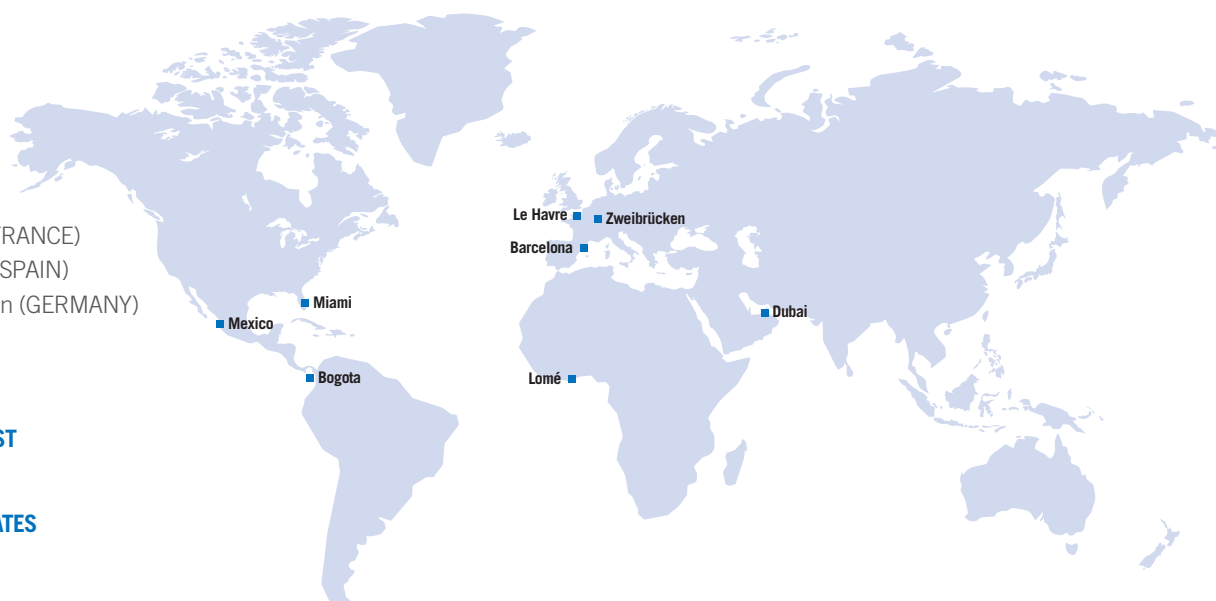 RANCE)
SPAIN)
n (GERMANY)
ST
ATES
Le Havre
Zweibrücken
Barcelona
Miami
Mexico
Dubai
Bogota
Lomé